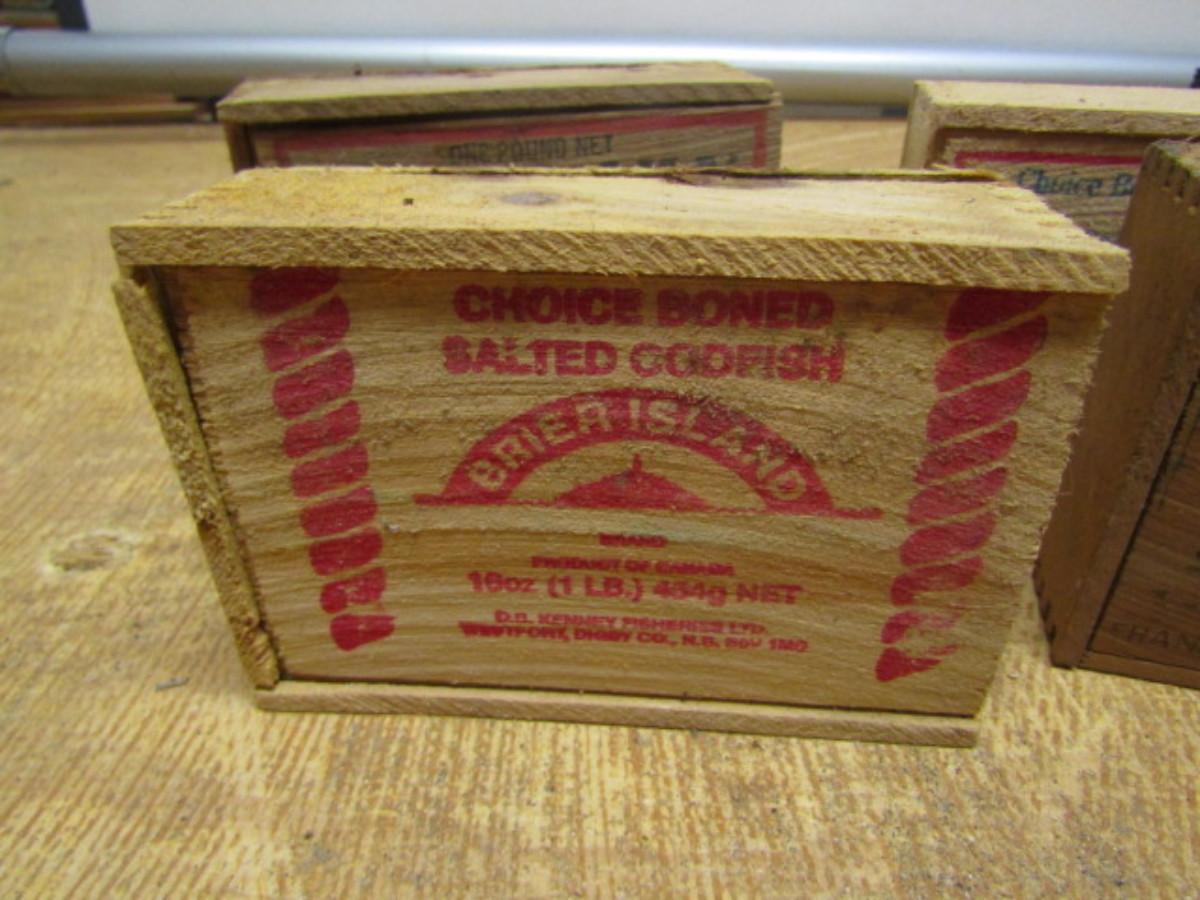 ONE POUND NET
Choice
CHOICE BONED
SALTED CODFISH
BRIER ISLAND
BRAND
PRODUCT OF CANADA
16oz (1 LB.) 454g NET
D.B. KENNEY FISHERIES LTD.
WESTPORT, DIGBY CO., N.S. B0V 1H0